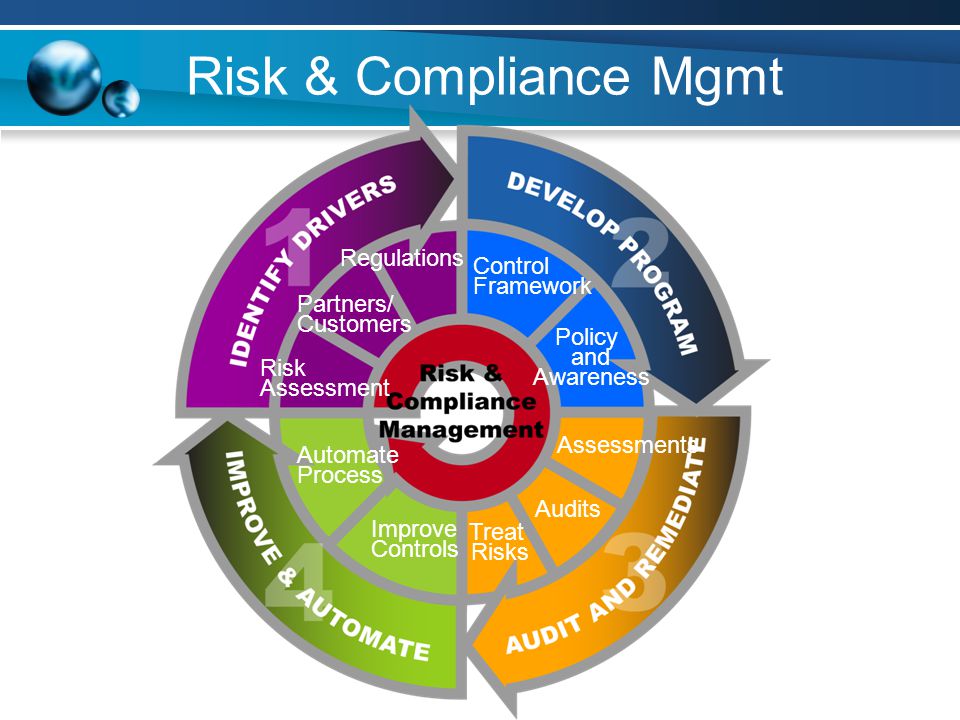 Risk & Compliance Mgmt
1
IDENTIFY DRIVERS
Regulations
Partners/
Customers
Risk
Assessment
2
DEVELOP PROGRAM
Control
Framework
Policy
and
Awareness
Risk &
Compliance
Management
3
AUDIT AND REMEDIATE
Assessments
Audits
Treat
Risks
4
IMPROVE & AUTOMATE
Automate
Process
Improve
Controls